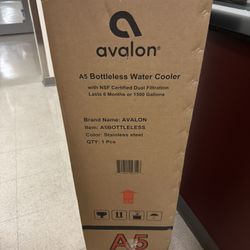 avalon®
A5 Bottleless Water Cooler
with NSF Certified Dual Filtration
Lasts 6 Months or 1500 Gallons
Brand Name: AVALON
Item: A5BOTTLELESS
Color: Stainless steel
QTY: 1 Pcs
A5